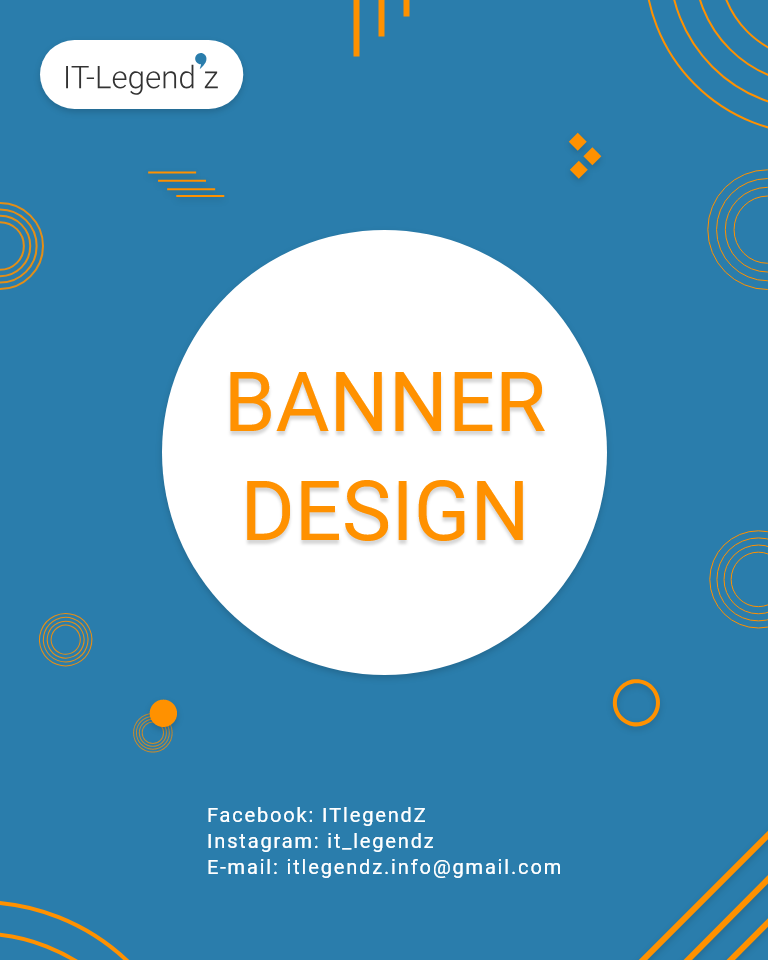 IT-Legend'z
BANNER
DESIGN
Facebook: ITlegendZ
Instagram: it_legendz
E-mail: itlegendz.info@gmail.com